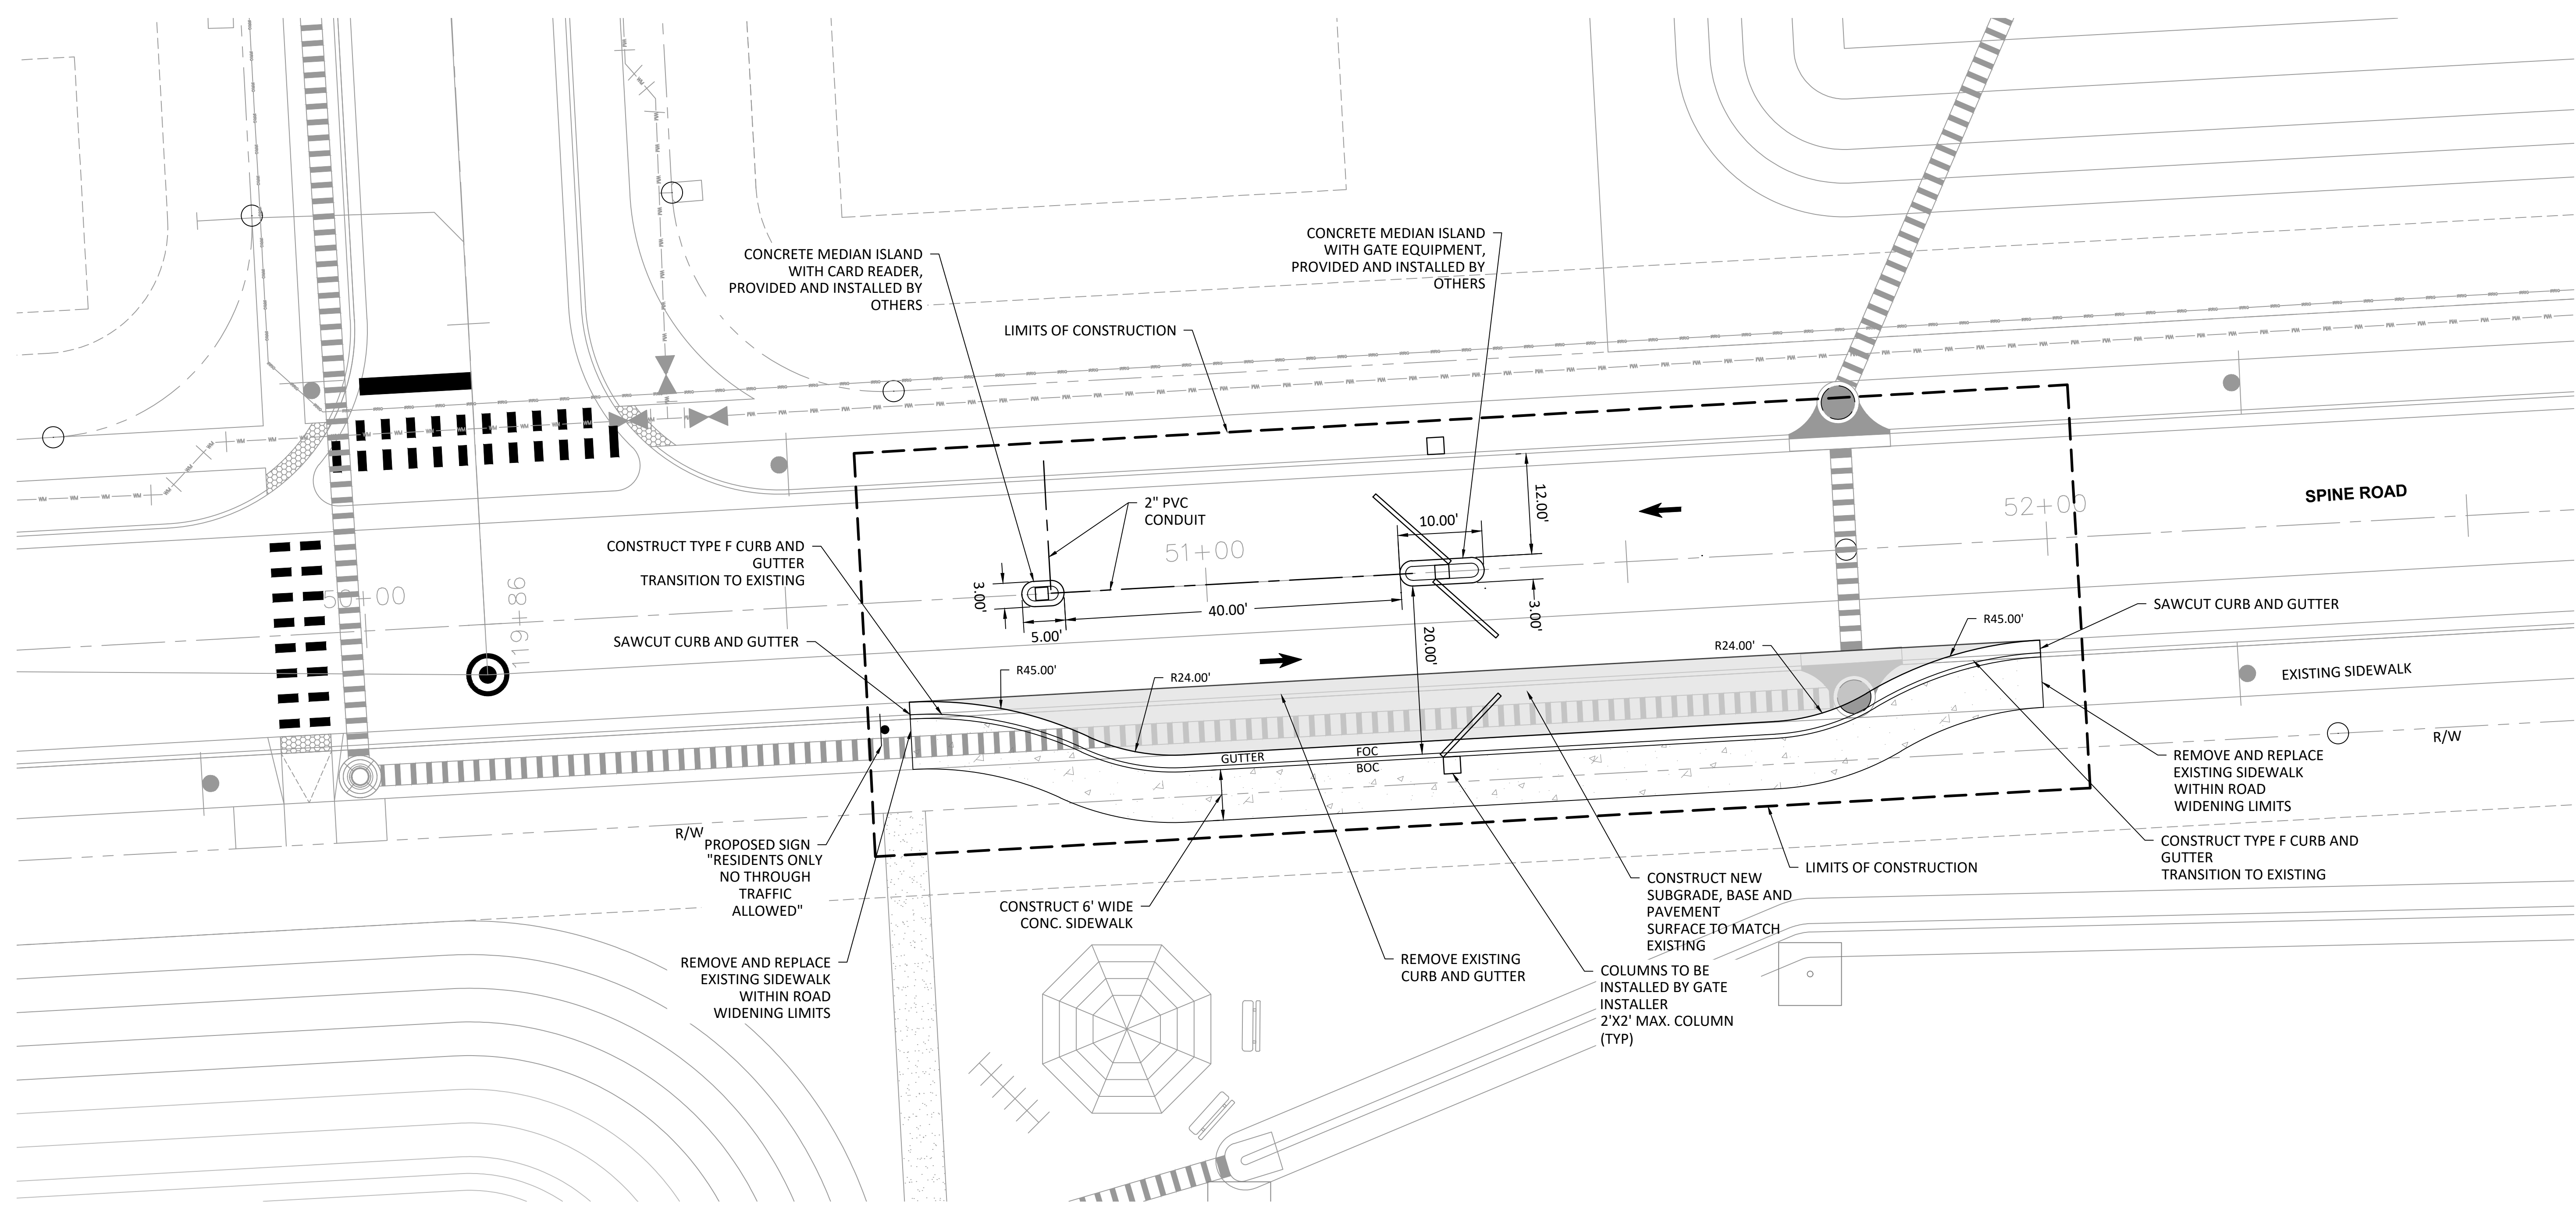 CONCRETE MEDIAN ISLAND
WITH GATE EQUIPMENT,
PROVIDED AND INSTALLED BY
OTHERS
CONCRETE MEDIAN ISLAND
WITH CARD READER,
PROVIDED AND INSTALLED BY
OTHERS
LIMITS OF CONSTRUCTION
SPINE ROAD
52+00
2" PVC
CONDUIT
12.00'
10.00'
51+00
CONSTRUCT TYPE F CURB AND
GUTTER
TRANSITION TO EXISTING
50+00
119+86
3.00'
5.00'
40.00'
3.00'
20.00'
SAWCUT CURB AND GUTTER
SAWCUT CURB AND GUTTER
R45.00'
R24.00'
R45.00'
R24.00'
EXISTING SIDEWALK
R/W
GUTTER
FOC
BOC
REMOVE AND REPLACE
EXISTING SIDEWALK
WITHIN ROAD
WIDENING LIMITS
R/W
PROPOSED SIGN
"RESIDENTS ONLY
NO THROUGH
TRAFFIC
ALLOWED"
CONSTRUCT TYPE F CURB AND
GUTTER
TRANSITION TO EXISTING
LIMITS OF CONSTRUCTION
CONSTRUCT NEW
SUBGRADE, BASE AND
PAVEMENT
SURFACE TO MATCH
EXISTING
CONSTRUCT 6' WIDE
CONC. SIDEWALK
REMOVE EXISTING
CURB AND GUTTER
REMOVE AND REPLACE
EXISTING SIDEWALK
WITHIN ROAD
WIDENING LIMITS
COLUMNS TO BE
INSTALLED BY GATE
INSTALLER
2'X2' MAX. COLUMN
(TYP)